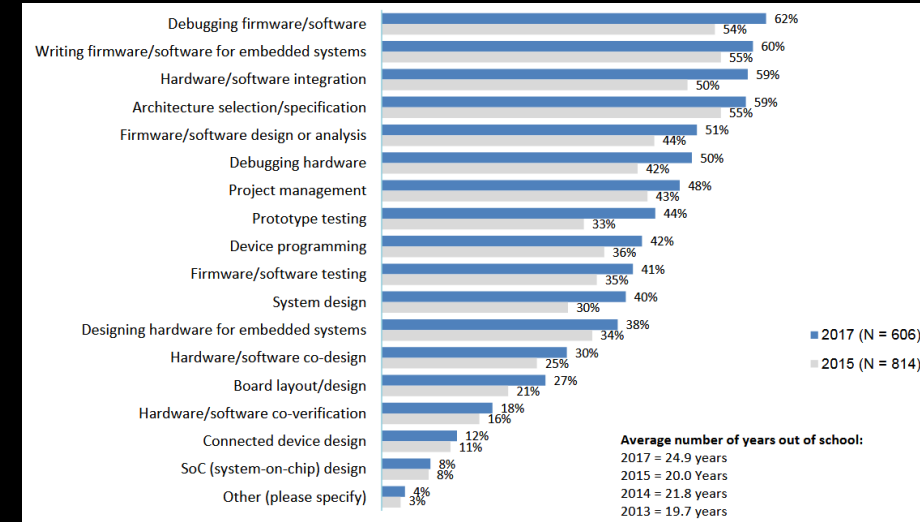 Debugging firmware/software 62%
54%
Writing firmware/software for embedded systems 60%
55%
Hardware/software integration 59%
50%
Architecture selection/specification 59%
55%
Firmware/software design or analysis 51%
44%
Debugging hardware 50%
42%
Project management 48%
43%
Prototype testing 44%
33%
Device programming 42%
36%
Firmware/software testing 41%
35%
System design 40%
30%
Designing hardware for embedded systems 38%
34%
Hardware/software co-design 30%
25%
Board layout/design 27%
21%
Hardware/software co-verification 18%
16%
Connected device design 12%
11%
SoC (system-on-chip) design 8%
8%
Other (please specify) 4%
3%
2017 (N = 606)
2015 (N = 814)
Average number of years out of school:
2017 = 24.9 years
2015 = 20.0 Years
2014 = 21.8 years
2013 = 19.7 years